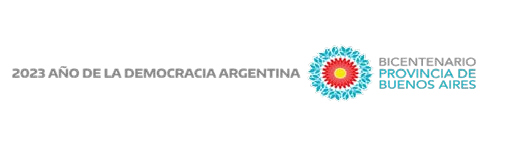 2023 AÑO DE LA DEMOCRACIA ARGENTINA
BICENTENARIO
PROVINCIA DE
BUENOS AIRES